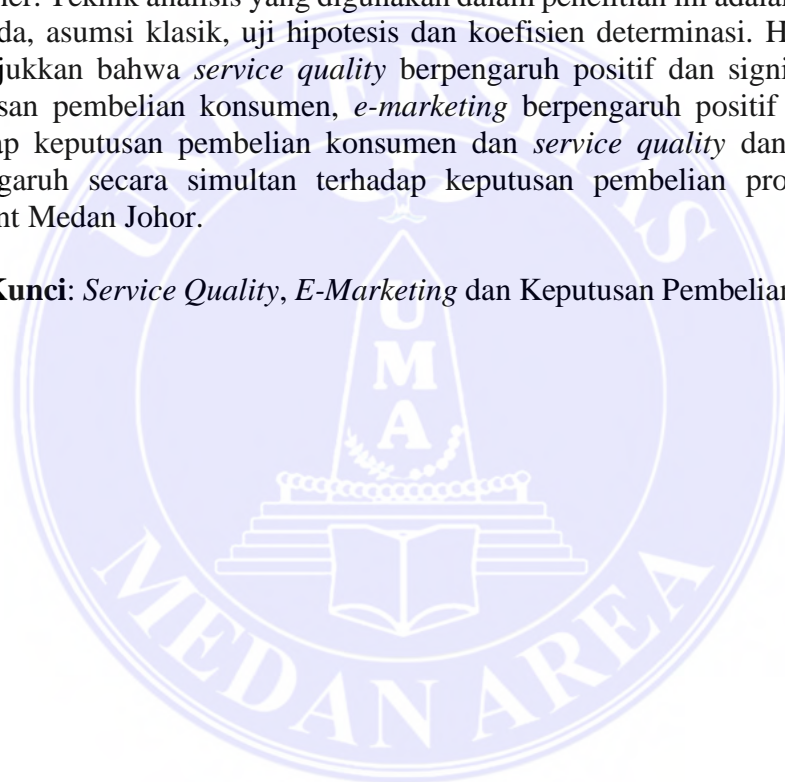 ner. Teknik analisis yang digunakan dalam penelitian ini adalah
da, asumsi klasik, uji hipotesis dan koefisien determinasi. H
jukkan bahwa service quality berpengaruh positif dan signi
san pembelian konsumen, e-marketing berpengaruh positif
ap keputusan pembelian konsumen dan service quality dan
garuh secara simultan terhadap keputusan pembelian pro
nt Medan Johor.
Kunci: Service Quality, E-Marketing dan Keputusan Pembelian
UNIVERSITAS
UMA
MEDAN AREA